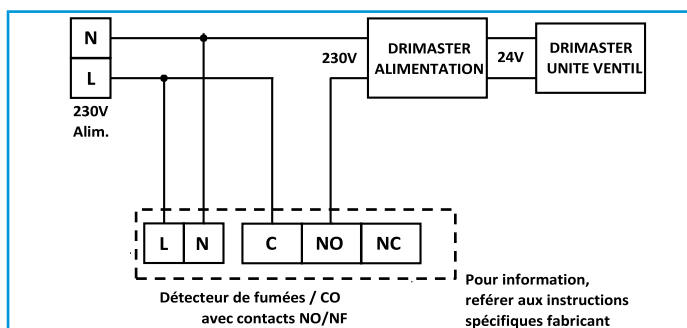 N
DRIMASTER
ALIMENTATION
230V
24V
DRIMASTER
UNITE VENTIL
L
230V
Alim.
L
N
C
NO
NC
Détecteur de fumées / CO
avec contacts NO/NF
Pour information,
reférer aux instructions
spécifiques fabricant